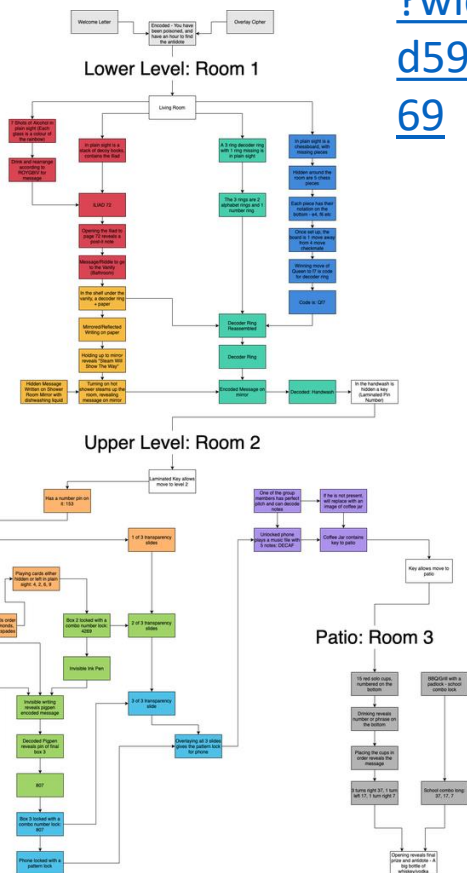 ?wid
d59
69
Welcome Letter
Encoded - You have
been poisoned, and
have an hour to find
the antidote
Overlay Cipher
Lower Level: Room 1
Living Room
7 Shots of Alcohol in
plain sight (Each
glass is a colour of
the rainbow)
In plain sight is a
stack of
contains the Iliad
A 3 ring decoder ring
with 1 ring missing is
in plain sight
In plain sight is a
chessboard, with
missing pieces
Drink and rearrange
according to
ROYGBIV for
message
Hidden around the
room are 5 chess
pieces
ILIAD 72
The 3 rings are 2
alphabet rings and 1
number ring
Each piece has their
notation on the
bottom - e4, f6 etc
Opening the Iliad to
page 72 reveals a
post-it note
Once set up, the
board is 1 move away
from 4 move
checkmate
Message/Riddle to go
to the Vanity
(Bathroom)
Winning move of
Queen to f7 is code
for decoder ring
In the shelf under the
vanity, a decoder ring
+ paper
Code is: Qf7
Mirrored/Reflected
Writing on paper
Decoder Ring
Reassembled
Holding up to mirror
reveals "Steam Will
Show The Way"
Decoder Ring
Hidden Message
Written on Shower
Room Mirror with
dishwashing liquid
Turning on hot
shower steams up the
room, revealing
message on mirror
Encoded Message on
mirror
Decoded: Handwash
In the handwash is
hidden a key
(Laminated Pin
Number)
Upper Level: Room 2
Laminated Key allows
move to level 2
Has a number pin on
it: 153
One of the group
members has perfect
pitch and can decode
notes
If he is not present,
will replace with an
image of coffee jar
1 of 3 transparency
slides
Unlocked phone
plays a music file with
5 notes: DECAF
Coffee Jar contains
key to patio
Playing cards either
hidden or left in plain
sight: 4, 2, 6, 9
Key allows move to
patio
order
monds,
spades
Box 2 locked with a
combo number lock:
4269
2 of 3 transparency
slides
Patio: Room 3
Invisible Ink Pen
15 red solo cups,
numbered on the
bottom
BBQ/Grill with a
padlock - school
combo lock
Invisible writing
reveals pigpen
encoded message
3 of 3 transparency
slide
Drinking reveals
number or phrase on
the bottom
Decoded Pigpen
reveals pin of final
box 3
Overlaying all 3 slides
gives the pattern lock
for phone
Placing the cups in
order reveals the
message
907
3 turns right 37, 1 turn
left 17, 1 turn right 7
School combo long:
37, 17, 7
Box 3 locked with a
combo number lock:
907
Phone locked with a
pattern lock
Opening reveals final
prize and antidote - A
big bottle of
whiskey/vodka